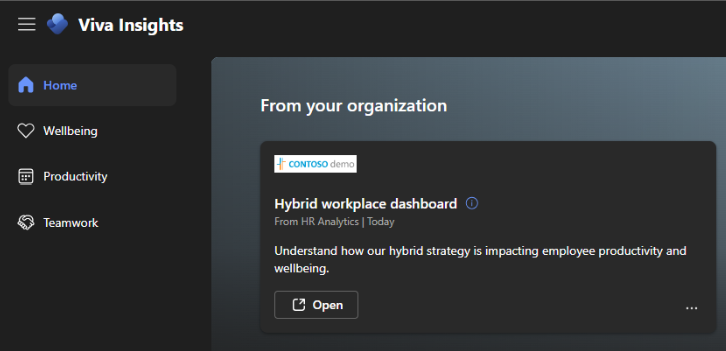 Viva Insights
Home
Wellbeing
Productivity
Teamwork
From your organization
CONTOSO demo
Hybrid workplace dashboard
From HR Analytics | Today
Understand how our hybrid strategy is impacting employee productivity and
wellbeing.
Open